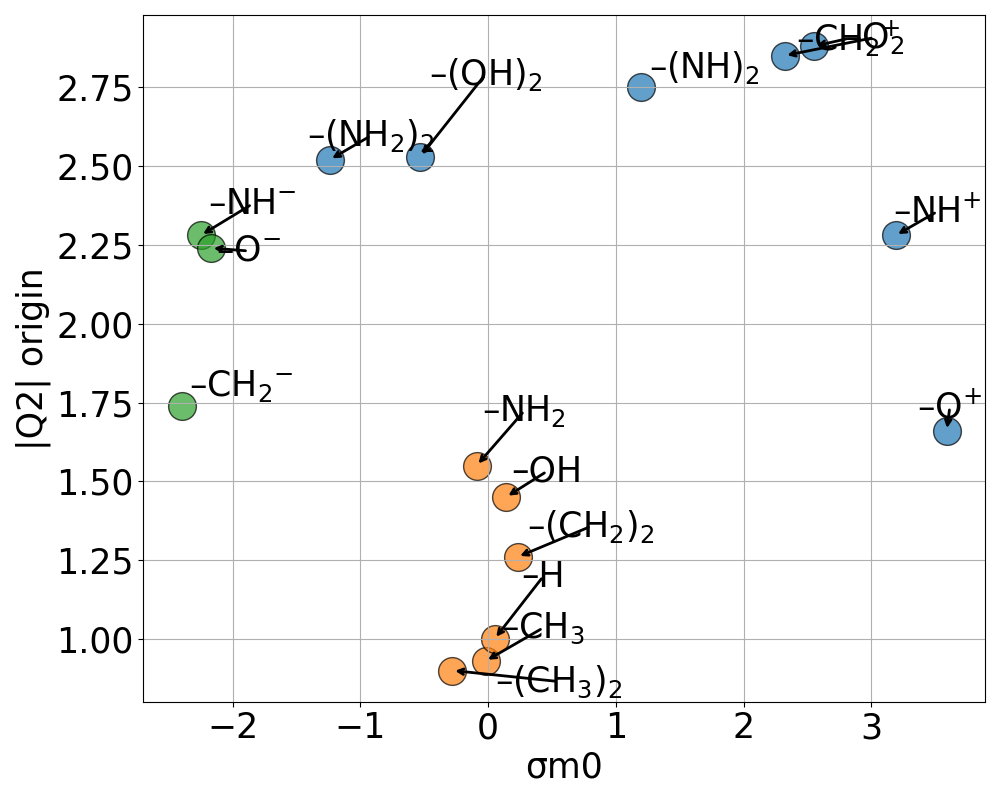 |Q2| origin
2.75
2.50
2.25
2.00
1.75
1.50
1.25
1.00
−2
−1
0
1
2
3
σm0
–CH₂⁺
–O₂
–(NH)₂
–(OH)₂
–(NH₂)₂
–NH⁻
–O⁻
–NH⁺
–CH₂⁻
–O⁺
–NH₂
–OH
–(CH₂)₂
–H
–CH₃
–(CH₃)₂